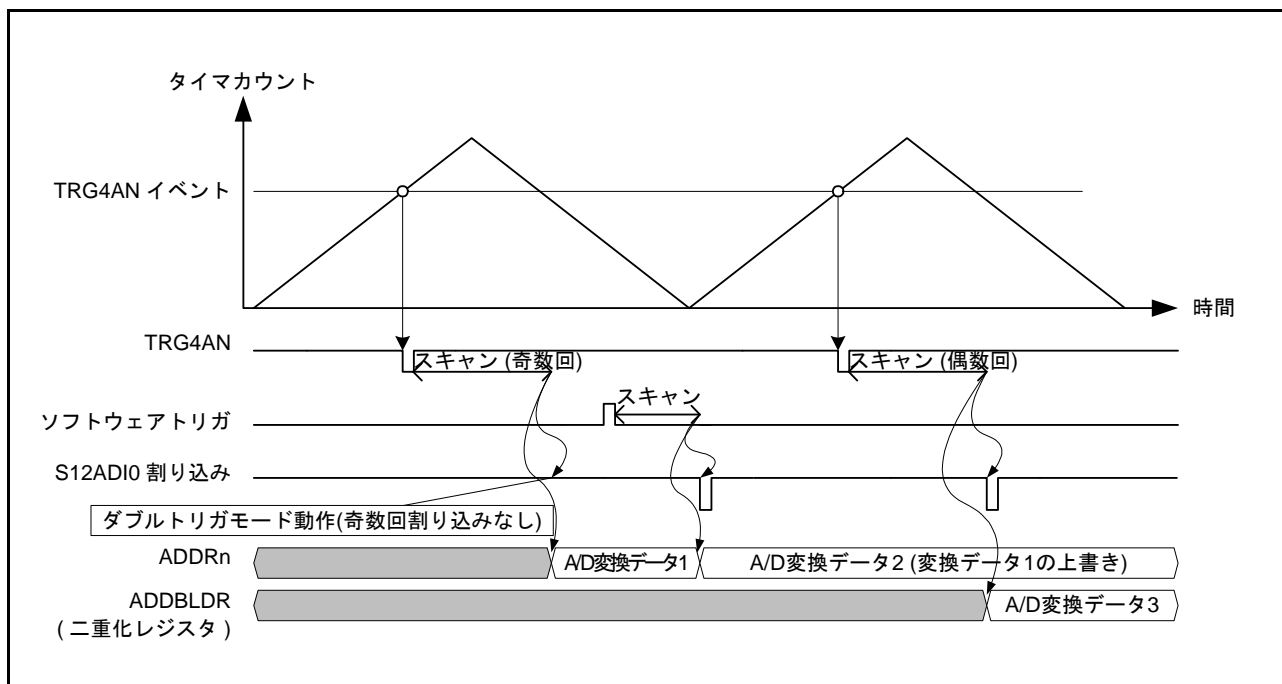 タイマカウント
TRG4AN イベント
時間
TRG4AN
スキャン (奇数回)
スキャン (偶数回)
スキャン
ソフトウェアトリガ
S12ADI0 割り込み
ダブルトリガモード動作(奇数回割り込みなし)
ADDRn
A/D変換データ1
A/D変換データ2 (変換データ1の上書き)
ADDBLDR
( 二重化レジスタ )
A/D変換データ3